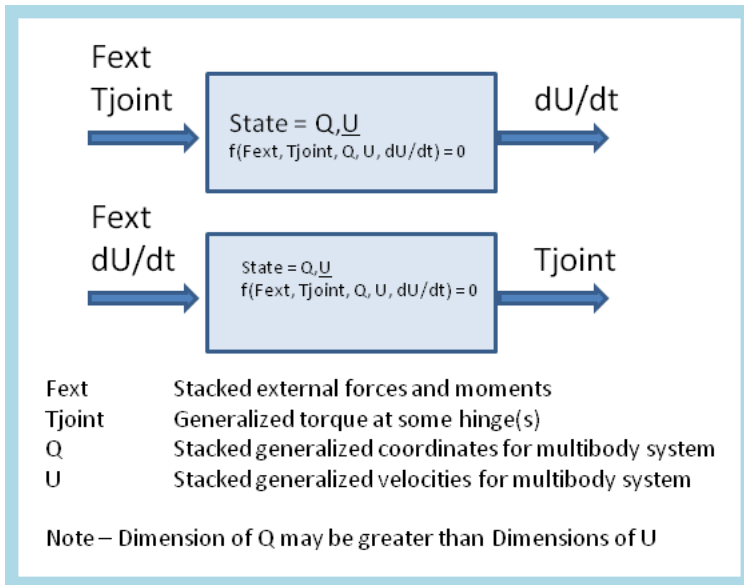 Fext
Tjoint
dU/dt
State = Q,U
f(Fext, Tjoint, Q, U, dU/dt) = 0
Fext
dU/dt
Tjoint
State = Q,U
f(Fext, Tjoint, Q, U, dU/dt) = 0
Fext Stacked external forces and moments
Tjoint Generalized torque at some hinge(s)
Q Stacked generalized coordinates for multibody system
U Stacked generalized velocities for multibody system
Note – Dimension of Q may be greater than Dimensions of U